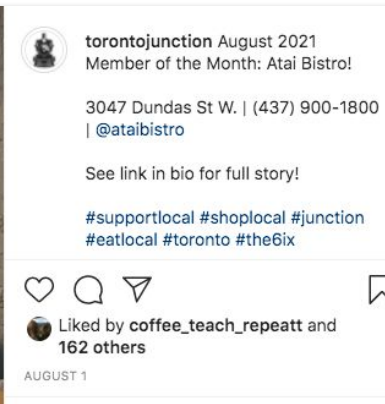 torontojunction August 2021
Member of the Month: Atai Bistro!
3047 Dundas St W. | (437) 900-1800
| @ataibistro
See link in bio for full story!
#supportlocal #shoplocal #junction
#eatlocal #toronto #the6ix
Liked by coffee_teach_repeatt and
162 others
AUGUST 1